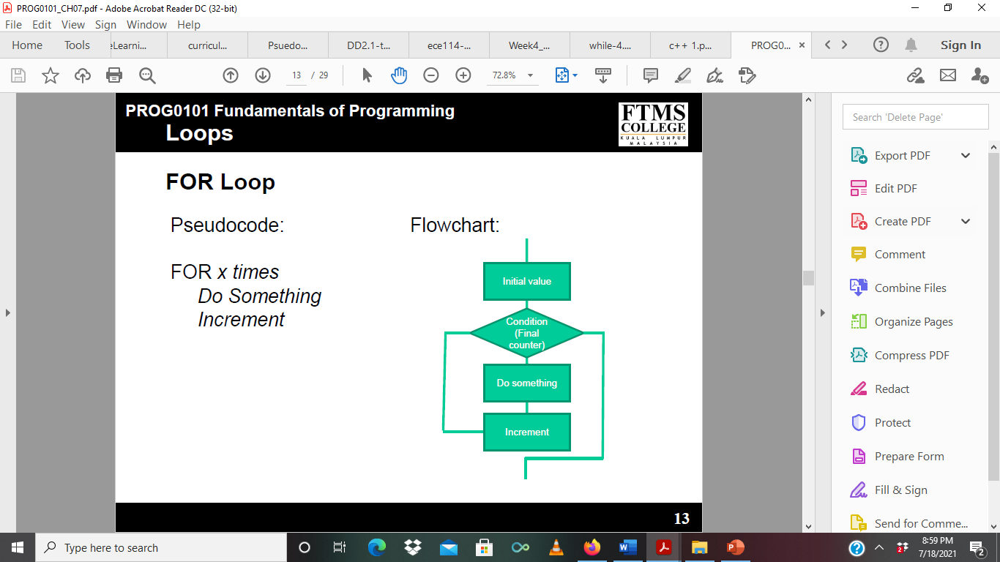 PROG0101_CH07.pdf - Adobe Acrobat Reader DC (32-bit)
File Edit View Sign Window Help
Home Tools eLearni... curricul... Psuedo... DD2.1-t... ece114-... Week4_... while-4.... c++ 1.p... PROG0... × Sign In
13 / 29 72.8%
PROG0101 Fundamentals of Programming
Loops
FTMS
COLLEGE
KUALA LUMPUR
MALAYSIA
FOR Loop
Pseudocode:
FOR x times
Do Something
Increment
Flowchart:
Initial value
Condition
(Final
counter)
Do something
Increment
13
Search 'Delete Page'
Export PDF
Edit PDF
Create PDF
Comment
Combine Files
Organize Pages
Compress PDF
Redact
Protect
Prepare Form
Fill & Sign
Send for Comme...
Type here to search
8:59 PM
7/18/2021
2
2